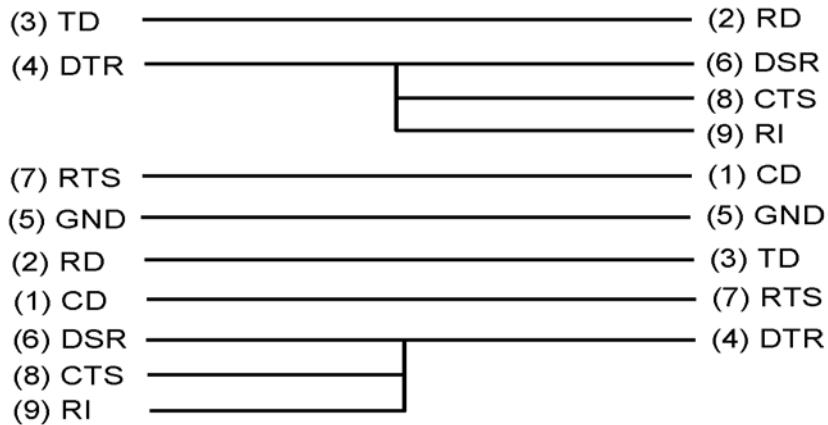 (3) TD (2) RD
(4) DTR (6) DSR
(8) CTS
(9) RI
(7) RTS (1) CD
(5) GND (5) GND
(2) RD (3) TD
(1) CD (7) RTS
(6) DSR (4) DTR
(8) CTS
(9) RI